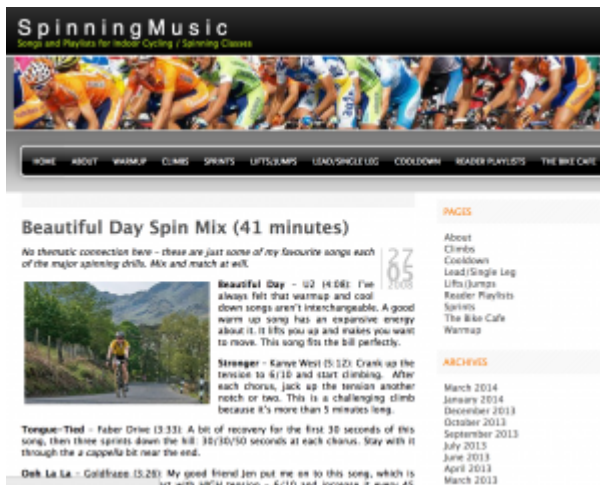 SpinningMusic
Songs and Playlists for Indoor Cycling / Spinning Classes
HOME ABOUT WARMUP CLIMBS SPRINTS LIFTS/JUMPS LEAD/SINGLE LEG COOLDOWN READER PLAYLISTS THE BIKE CAFE
Beautiful Day Spin Mix (41 minutes)
No thematic connection here - these are just some of my favourite songs each
of the major spinning drills. Mix and match at will.
27
05
2008
Beautiful Day - U2 (4:08): I've
always felt that warmup and cool
down songs aren't interchangeable. A good
warm up song has an expansive energy
about it. It lifts you up and makes you want
to move. This song fits the bill perfectly.
Stronger - Kanye West (5:12): Crank up the
tension to 6/10 and start climbing. After
each chorus, jack up the tension another
notch or two. This is a challenging climb
because it's more than 5 minutes long.
Tongue-Tied - Faber Drive (3:33): A bit of recovery for the first 30 seconds of this
song, then three sprints down the hill: 30/30/50 seconds at each chorus. Stay with it
through the a cappella bit near the end.
Ooh La La - Goldfrapp (3:26): My good friend Jen put me on to this song, which is
with HIGH tension - 6/10 and increase it every 45
PAGES
About
Climbs
Cooldown
Lead/Single Leg
Lifts/Jumps
Reader Playlists
Sprints
The Bike Cafe
Warmup
ARCHIVES
March 2014
January 2014
December 2013
October 2013
September 2013
July 2013
June 2013
April 2013
March 2013